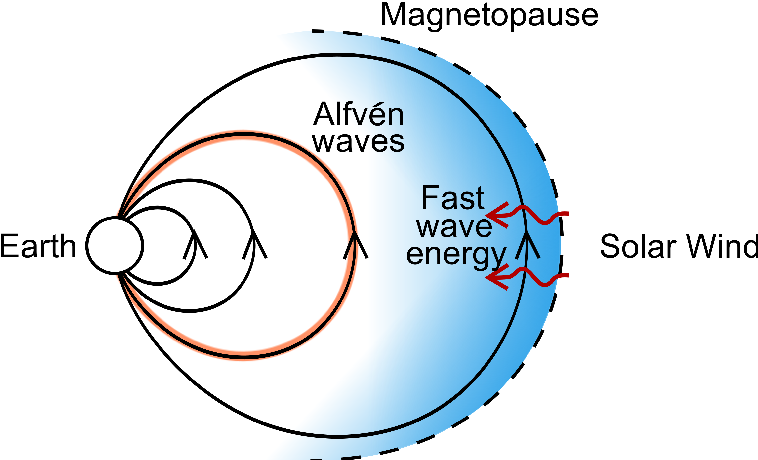 Magnetopause
Alfvén
waves
Fast
wave
energy
Earth
Solar Wind